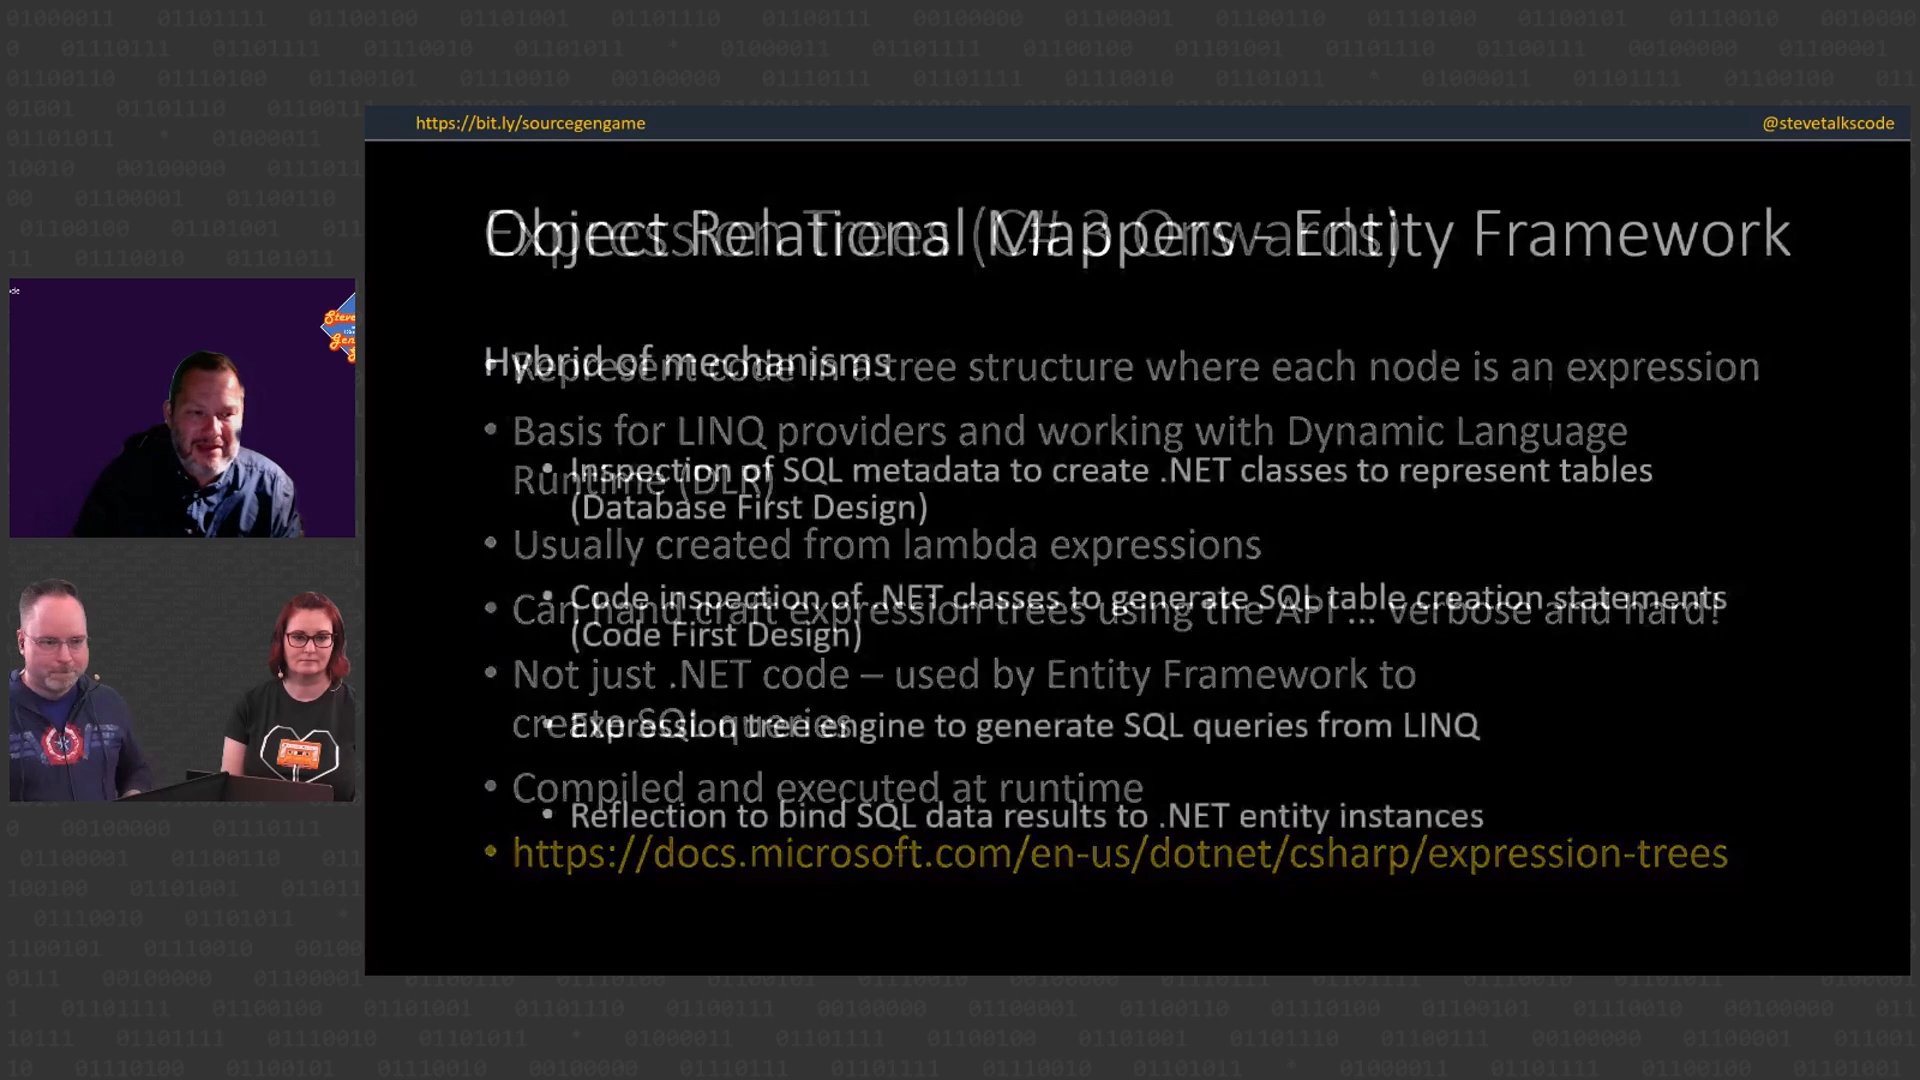 https://bit.ly/sourcegengame
@stevetalkscode
Object Relational Mappers - Entity Framework
Expression Trees (C# 3 Onwards)
Hybrid of mechanisms
• Represent code in a tree structure where each node is an expression
• Basis for LINQ providers and working with Dynamic Language
Runtime (DLR)
• Inspection of SQL metadata to create .NET classes to represent tables
(Database First Design)
• Usually created from lambda expressions
• Code inspection of .NET classes to generate SQL table creation statements
(Code First Design)
• Can hand craft expression trees using the API ... verbose and hard!
• Not just .NET code – used by Entity Framework to
create SQL queries
• Expression tree engine to generate SQL queries from LINQ
• Compiled and executed at runtime
• Reflection to bind SQL data results to .NET entity instances
• https://docs.microsoft.com/en-us/dotnet/csharp/expression-trees